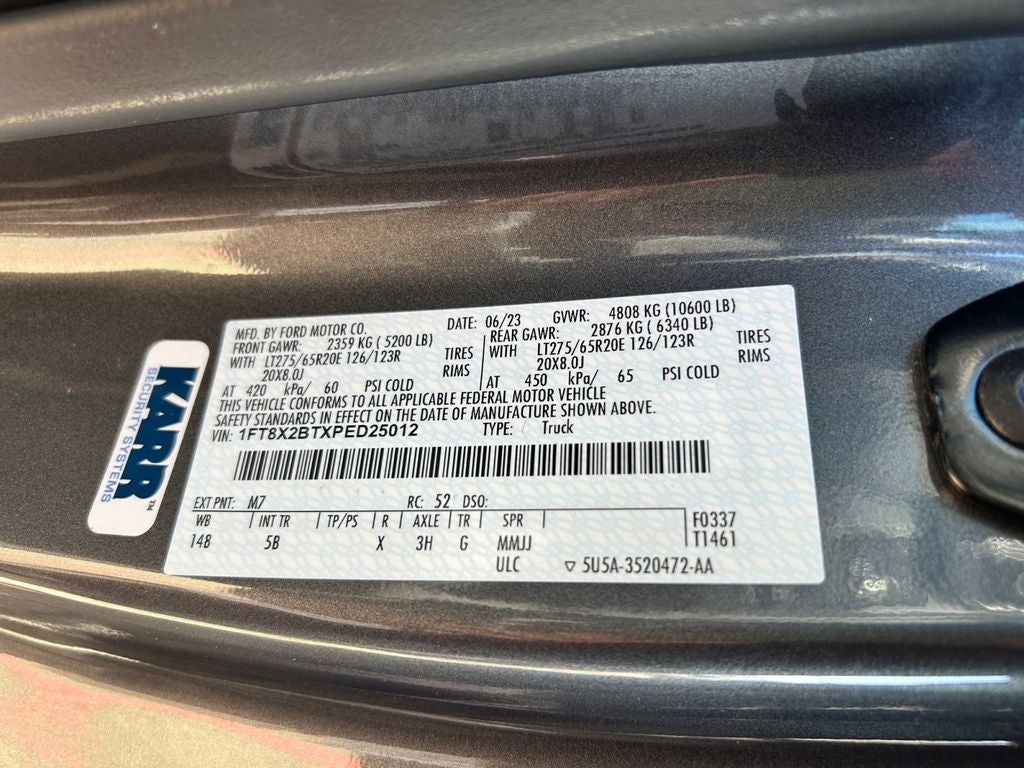 MFD. BY FORD MOTOR CO. DATE: 06/23 GVWR: 4808 KG (10600 LB)
FRONT GAWR: 2359 KG ( 5200 LB) REAR GAWR: 2876 KG ( 6340 LB)
WITH LT275/65R20E 126/123R TIRES WITH LT275/65R20E 126/123R TIRES
20X8.0J RIMS 20X8.0J RIMS
AT 420 kPa/ 60 PSI COLD AT 450 kPa/ 65 PSI COLD
THIS VEHICLE CONFORMS TO ALL APPLICABLE FEDERAL MOTOR VEHICLE
SAFETY STANDARDS IN EFFECT ON THE DATE OF MANUFACTURE SHOWN ABOVE.
VIN: 1FT8X2BTXPED25012 TYPE: Truck
EXT PNT: M7 RC: 52 DSO:
WB INT TR TP/PS R AXLE TR SPR F0337
148 5B X 3H G MMJJ T1461
ULC ▽ 5U5A-3520472-AA
KARR™
SECURITY SYSTEMS